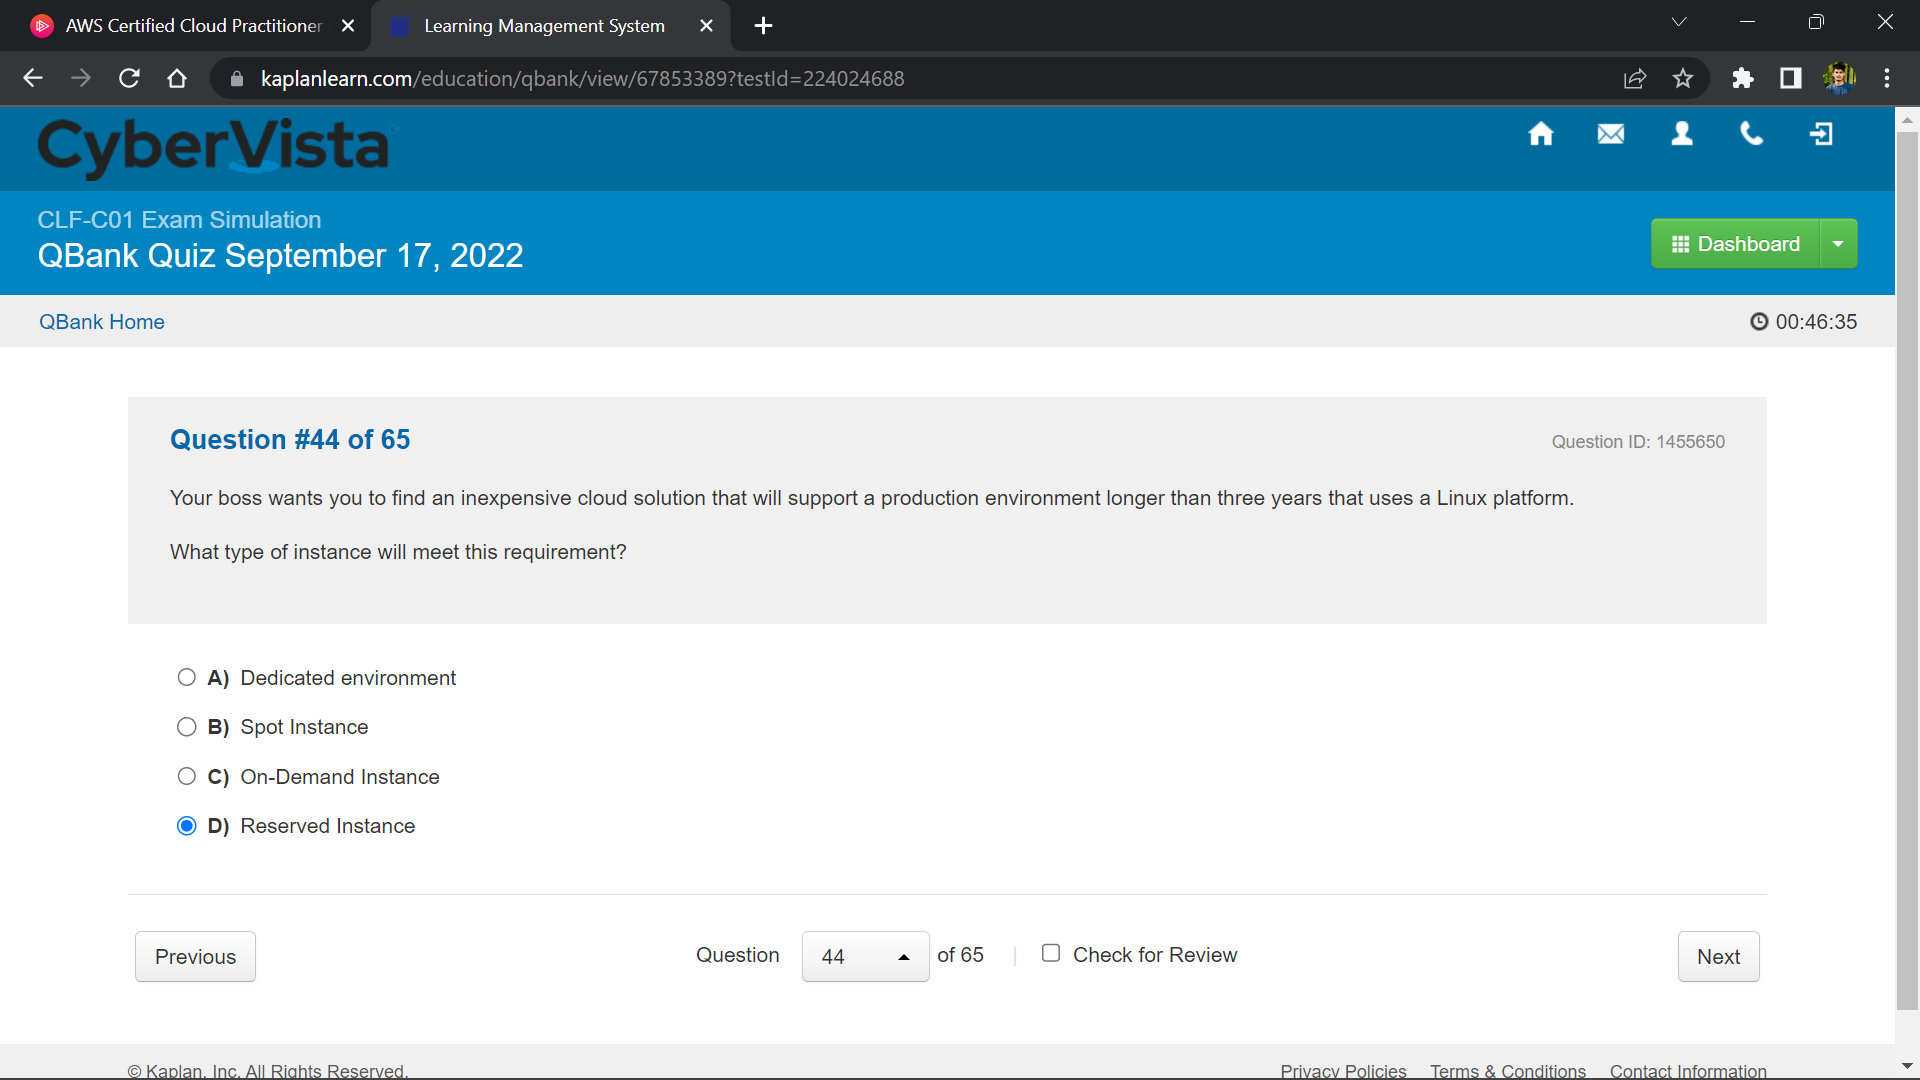 AWS Certified Cloud Practitioner
Learning Management System
kaplanlearn.com/education/qbank/view/67853389?testId=224024688
CyberVista
CLF-C01 Exam Simulation
QBank Quiz September 17, 2022
Dashboard
QBank Home
00:46:35
Question #44 of 65
Question ID: 1455650
Your boss wants you to find an inexpensive cloud solution that will support a production environment longer than three years that uses a Linux platform.
What type of instance will meet this requirement?
A) Dedicated environment
B) Spot Instance
C) On-Demand Instance
D) Reserved Instance
Previous
Question 44 of 65 | Check for Review
Next
© Kaplan, Inc. All Rights Reserved.
Privacy Policies Terms & Conditions Contact Information